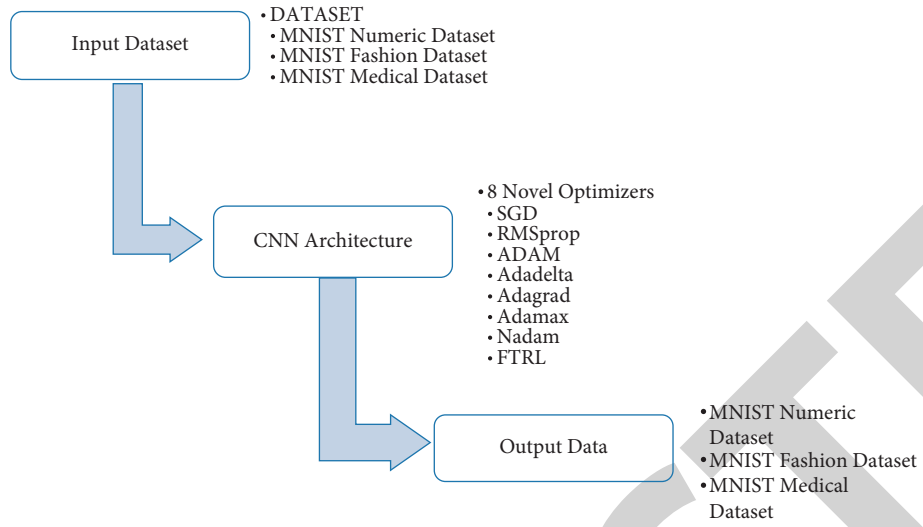 Input Dataset
• DATASET
• MNIST Numeric Dataset
• MNIST Fashion Dataset
• MNIST Medical Dataset
CNN Architecture
• 8 Novel Optimizers
• SGD
• RMSprop
• ADAM
• Adadelta
• Adagrad
• Adamax
• Nadam
• FTRL
Output Data
• MNIST Numeric
Dataset
• MNIST Fashion Dataset
• MNIST Medical
Dataset